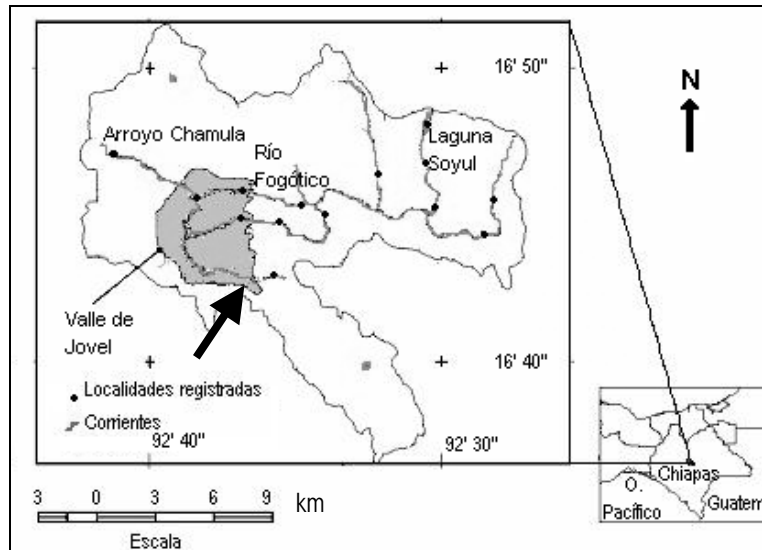 16' 50"
N
Arroyo Chamula
Río
Fogótico
Laguna
Soyul
Valle de
Jovel
16' 40"
Localidades registradas
Corrientes
92' 40"
92' 30"
Chiapas
O.
Pacífico
Guatem
3 0 3 6 9 km
Escala